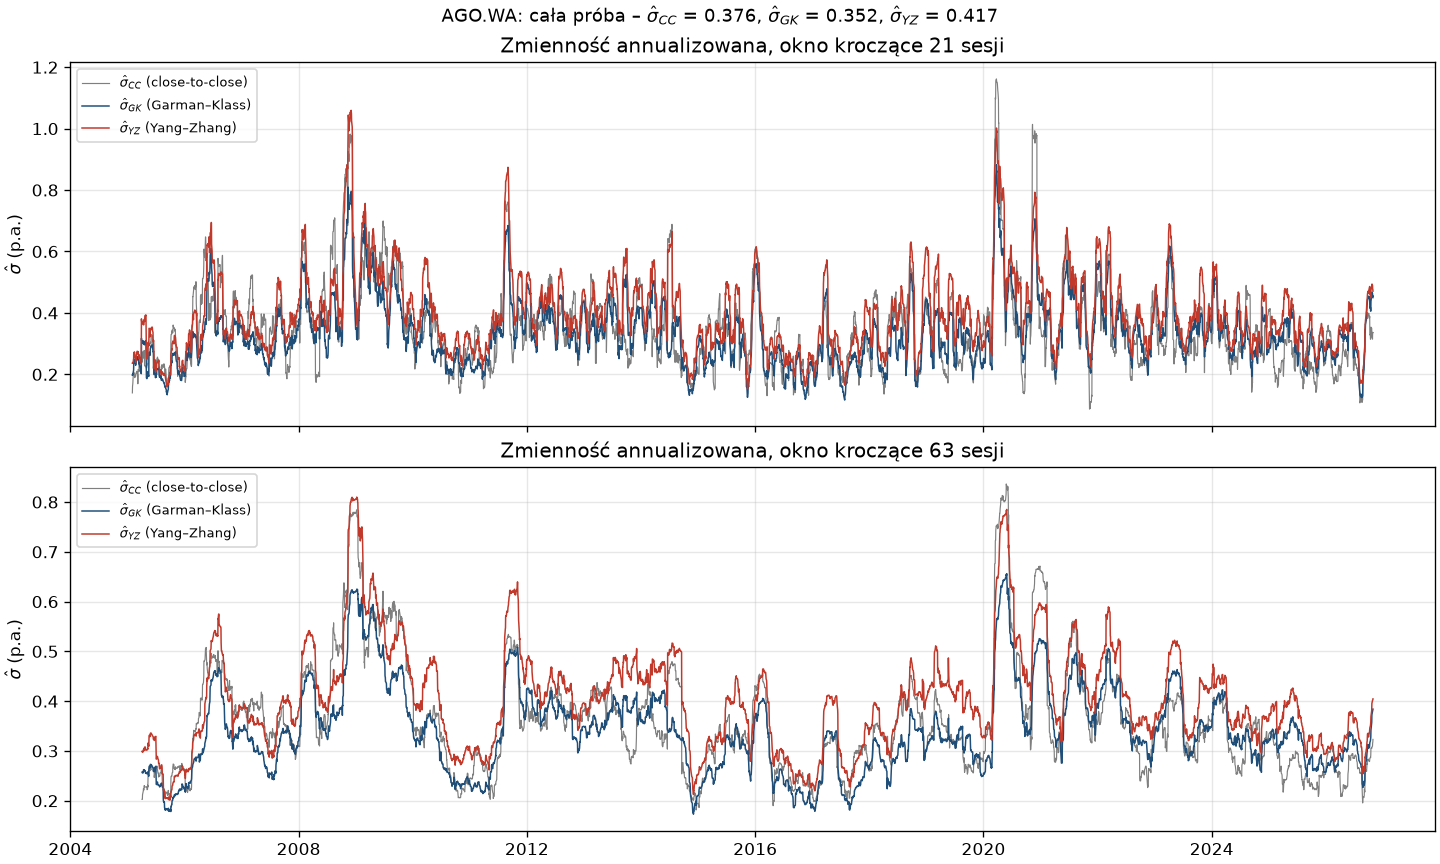 AGO.WA: cała próba – σ̂CC = 0.376, σ̂GK = 0.352, σ̂YZ = 0.417
Zmienność annualizowana, okno kroczące 21 sesji
σ̂CC (close-to-close)
σ̂GK (Garman–Klass)
σ̂YZ (Yang–Zhang)
σ̂ (p.a.)
1.2
1.0
0.8
0.6
0.4
0.2
Zmienność annualizowana, okno kroczące 63 sesji
σ̂CC (close-to-close)
σ̂GK (Garman–Klass)
σ̂YZ (Yang–Zhang)
σ̂ (p.a.)
0.8
0.7
0.6
0.5
0.4
0.3
0.2
2004 2008 2012 2016 2020 2024